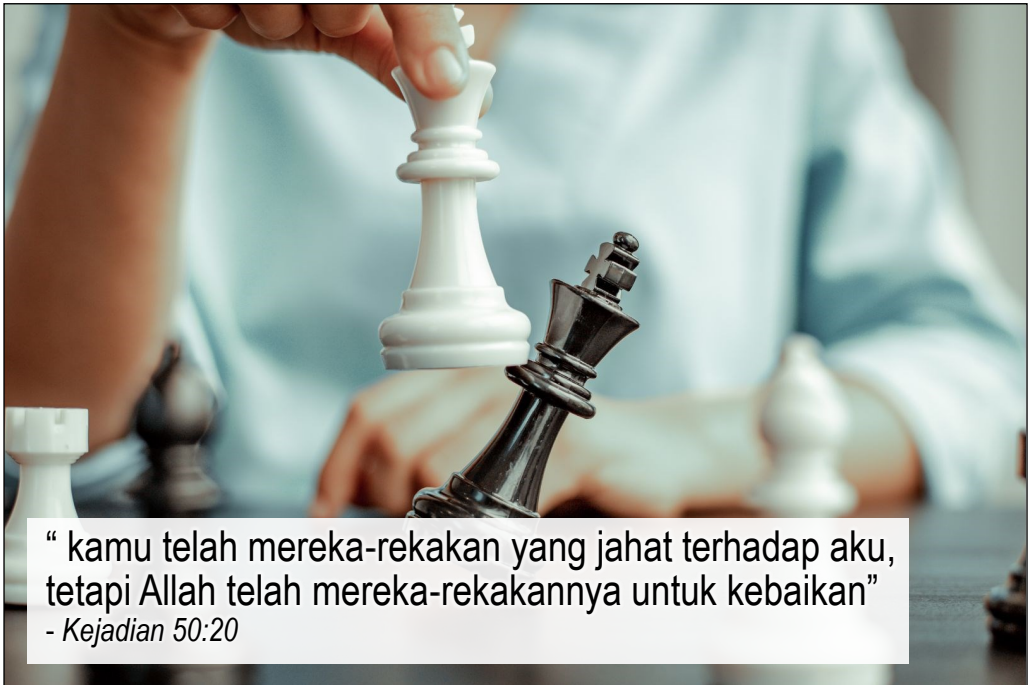 “ kamu telah mereka-rekakan yang jahat terhadap aku,
tetapi Allah telah mereka-rekakannya untuk kebaikan”
- Kejadian 50:20